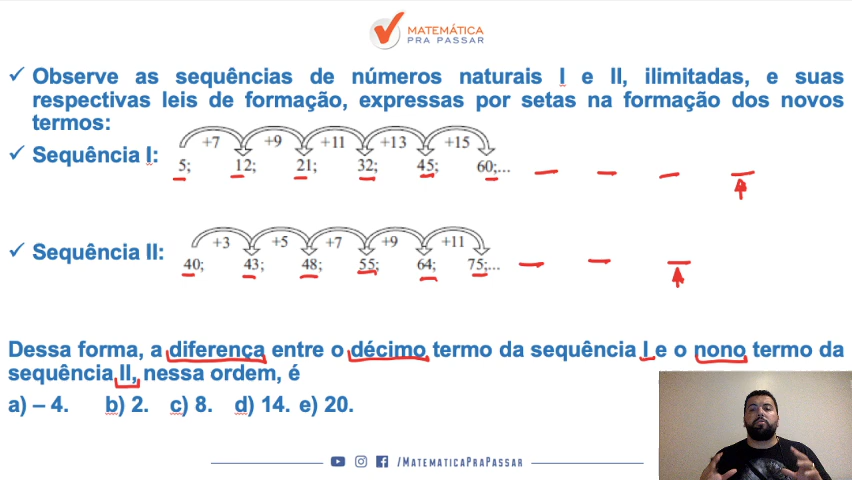 MATEMÁTICA
PRA PASSAR
✓ Observe as sequências de números naturais I e II, ilimitadas, e suas
respectivas leis de formação, expressas por setas na formação dos novos
termos:
+7 +9 +11 +13 +15
✓ Sequência I: 5; 12; 21; 32; 45; 60;...
+3 +5 +7 +9 +11
✓ Sequência II: 40; 43; 48; 55; 64; 75;...
Dessa forma, a diferença entre o décimo termo da sequência I e o nono termo da
sequência II, nessa ordem, é
a) – 4. b) 2. c) 8. d) 14. e) 20.
/MATEMATICAPRAPASSAR